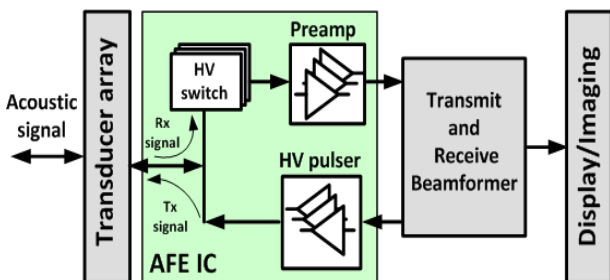 Acoustic
signal
Transducer array
HV
switch
Rx
signal
Tx
signal
AFE IC
Preamp
HV pulser
Transmit
and
Receive
Beamformer
Display/Imaging